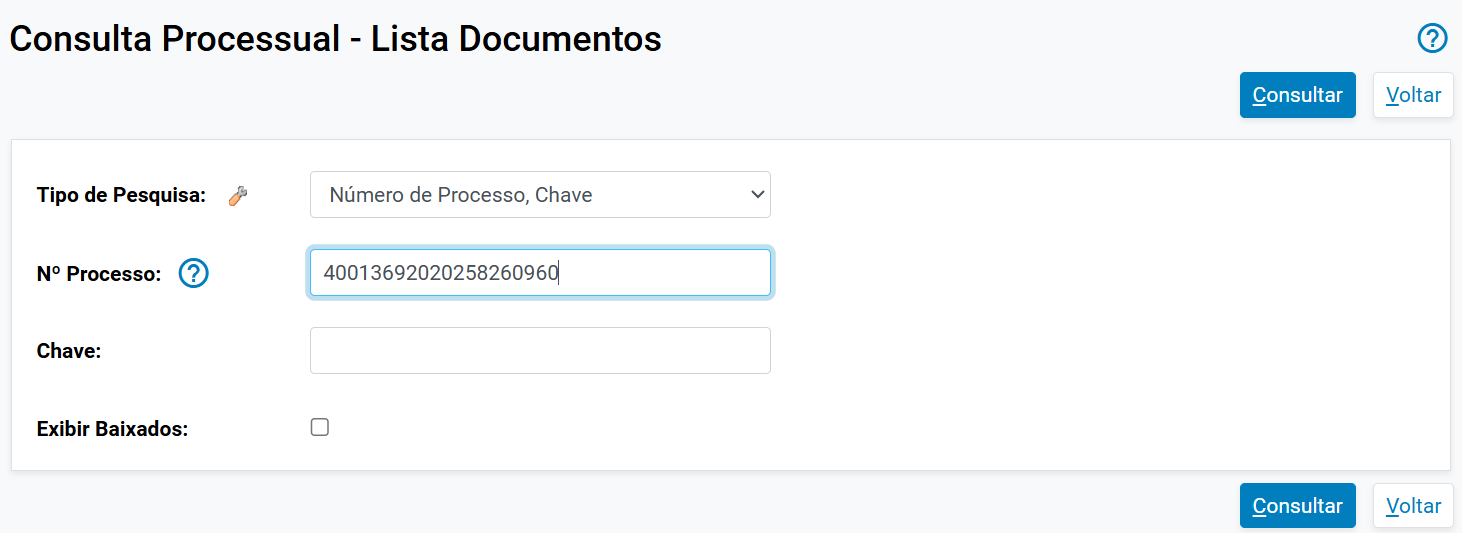 Consulta Processual - Lista Documentos
?
Consultar Voltar
Tipo de Pesquisa: Número de Processo, Chave
Nº Processo: ? 40013692020258260960
Chave:
Exibir Baixados:
Consultar Voltar